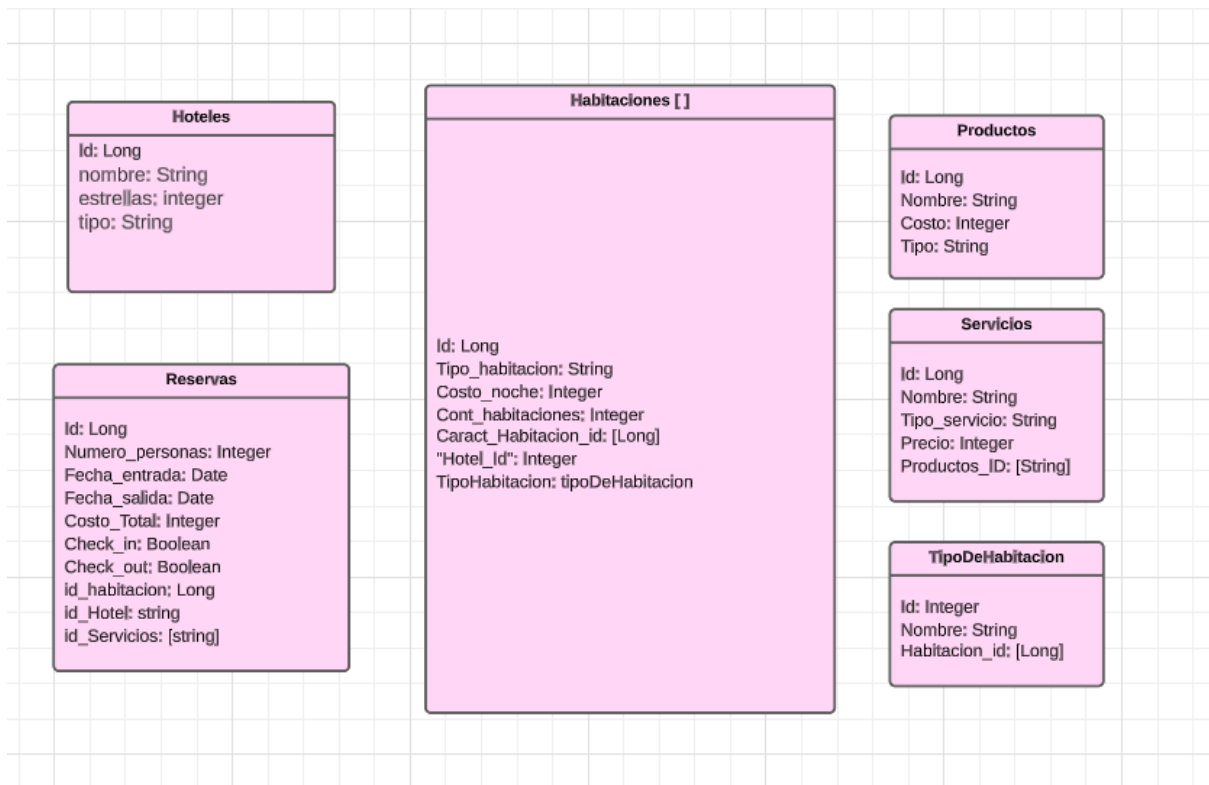 Hoteles
Id: Long
nombre: String
estrellas: integer
tipo: String
Reservas
Id: Long
Numero_personas: Integer
Fecha_entrada: Date
Fecha_salida: Date
Costo_Total: Integer
Check_in: Boolean
Check_out: Boolean
id_habitacion: Long
id_Hotel: string
id_Servicios: [string]
Habitaciones [ ]
Id: Long
Tipo_habitacion: String
Costo_noche: Integer
Cont_habitaciones: Integer
Caract_Habitacion_id: [Long]
"Hotel_Id": Integer
TipoHabitacion: tipoDeHabitacion
Productos
Id: Long
Nombre: String
Costo: Integer
Tipo: String
Servicios
Id: Long
Nombre: String
Tipo_servicio: String
Precio: Integer
Productos_ID: [String]
TipoDeHabitacion
Id: Integer
Nombre: String
Habitacion_id: [Long]